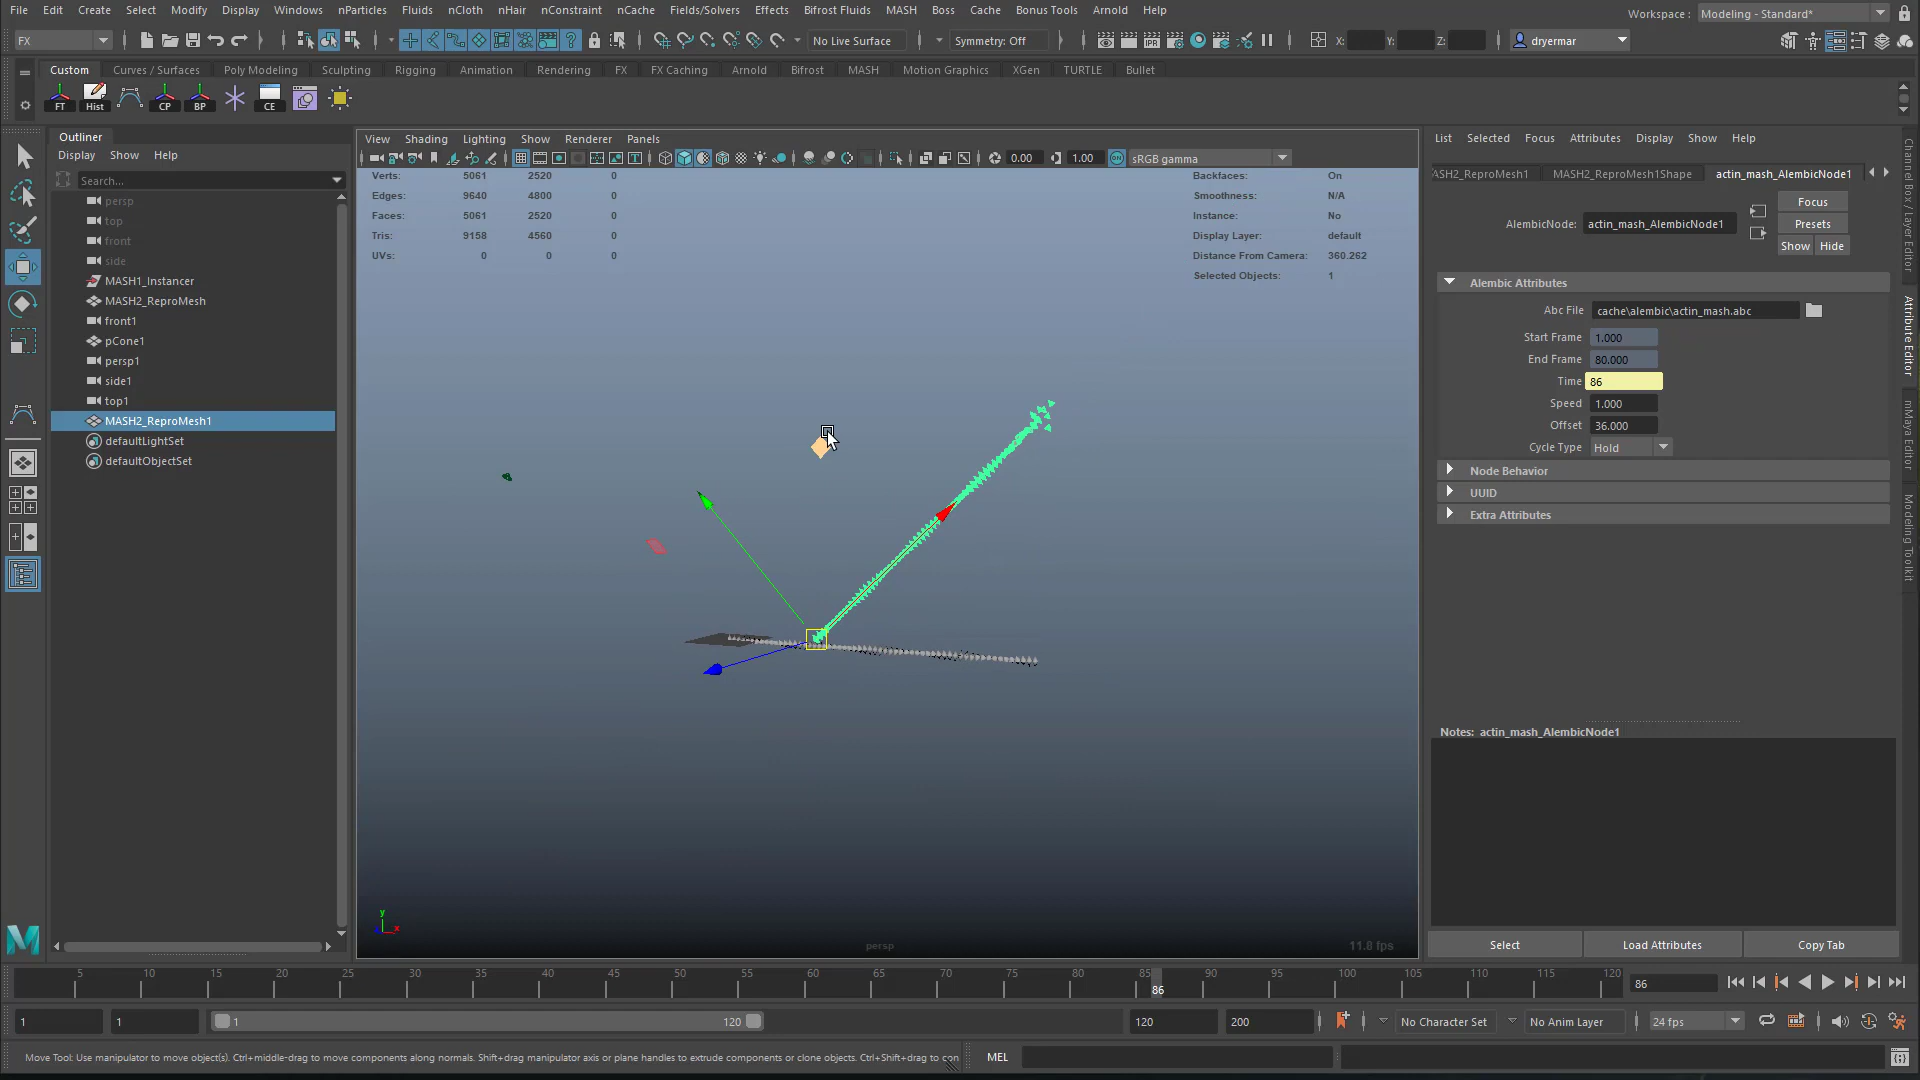 File Edit Create Select Modify Display Windows nParticles Fluids nCloth nHair nConstraint nCache Fields/Solvers Effects Bifrost Fluids MASH Boss Cache Bonus Tools Arnold Help
Workspace : Modeling - Standard*
FX No Live Surface Symmetry: Off X: Y: Z: dryermar
Custom Curves / Surfaces Poly Modeling Sculpting Rigging Animation Rendering FX FX Caching Arnold Bifrost MASH Motion Graphics XGen TURTLE Bullet
FT Hist CP BP CE
Outliner
Display Show Help
Search...
persp
top
front
side
MASH1_Instancer
MASH2_ReproMesh
front1
pCone1
persp1
side1
top1
MASH2_ReproMesh1
defaultLightSet
defaultObjectSet
View Shading Lighting Show Renderer Panels
0.00 1.00 ON sRGB gamma
Verts: 5061 2520 0
Edges: 9640 4800 0
Faces: 5061 2520 0
Tris: 9158 4560 0
UVs: 0 0 0
Backfaces: On
Smoothness: N/A
Instance: No
Display Layer: default
Distance From Camera: 360.262
Selected Objects: 1
y
x
persp
11.8 fps
List Selected Focus Attributes Display Show Help
ASH2_ReproMesh1 MASH2_ReproMesh1Shape actin_mash_AlembicNode1
AlembicNode: actin_mash_AlembicNode1
Focus
Presets
Show Hide
Alembic Attributes
Abc File cache\alembic\actin_mash.abc
Start Frame 1.000
End Frame 80.000
Time 86
Speed 1.000
Offset 36.000
Cycle Type Hold
Node Behavior
UUID
Extra Attributes
Notes: actin_mash_AlembicNode1
Select Load Attributes Copy Tab
Channel Box / Layer Editor
Attribute Editor
mMaya Editor
Modeling Toolkit
5 10 15 20 25 30 35 40 45 50 55 60 65 70 75 80 85 90 95 100 105 110 115 120
86
86
1 1 1 120 120 200 No Character Set No Anim Layer 24 fps
Move Tool: Use manipulator to move object(s). Ctrl+middle-drag to move components along normals. Shift+drag manipulator axis or plane handles to extrude components or clone objects. Ctrl+Shift+drag to con
MEL